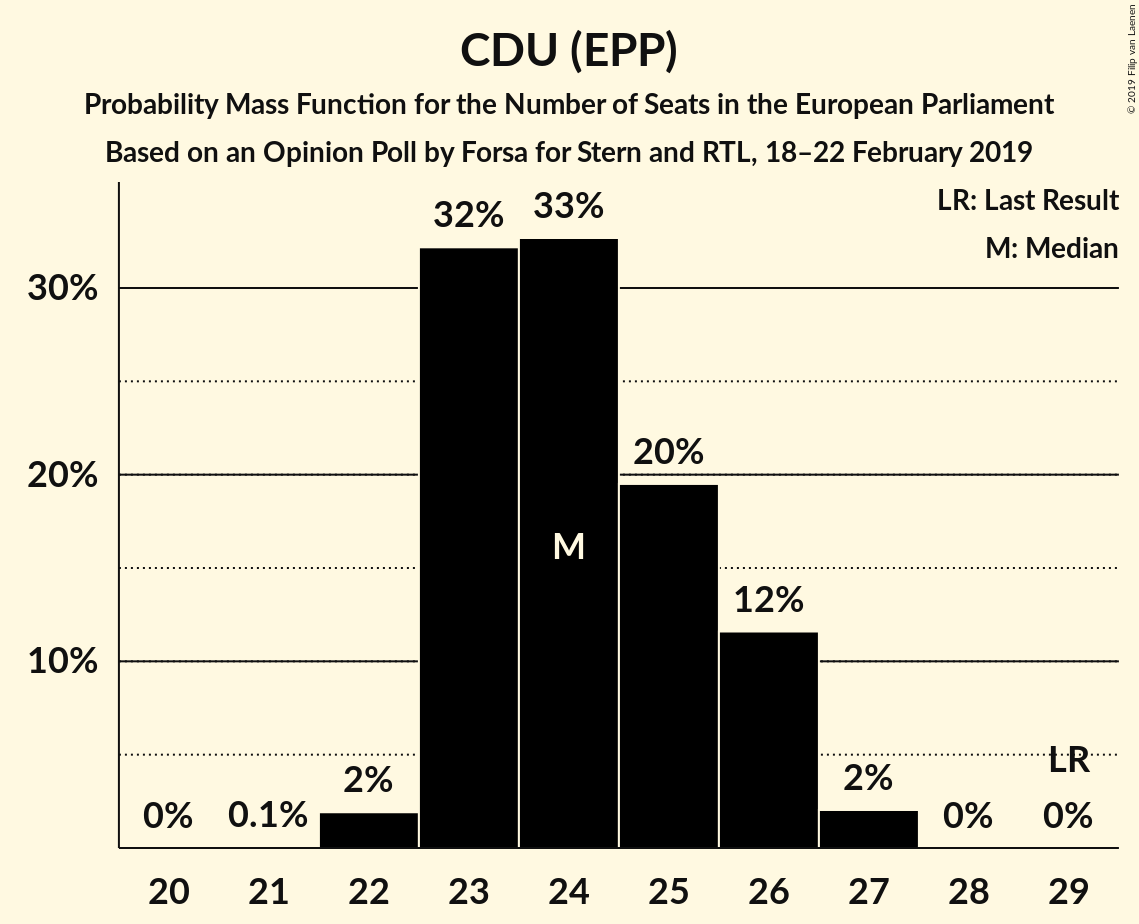 CDU (EPP)
Probability Mass Function for the Number of Seats in the European Parliament
Based on an Opinion Poll by Forsa for Stern and RTL, 18–22 February 2019
© 2019 Filip van Laenen
LR: Last Result
M: Median
32%
33%
30%
20%
20%
M
12%
10%
LR
0%
0.1%
2%
2%
0%
0%
20 21 22 23 24 25 26 27 28 29